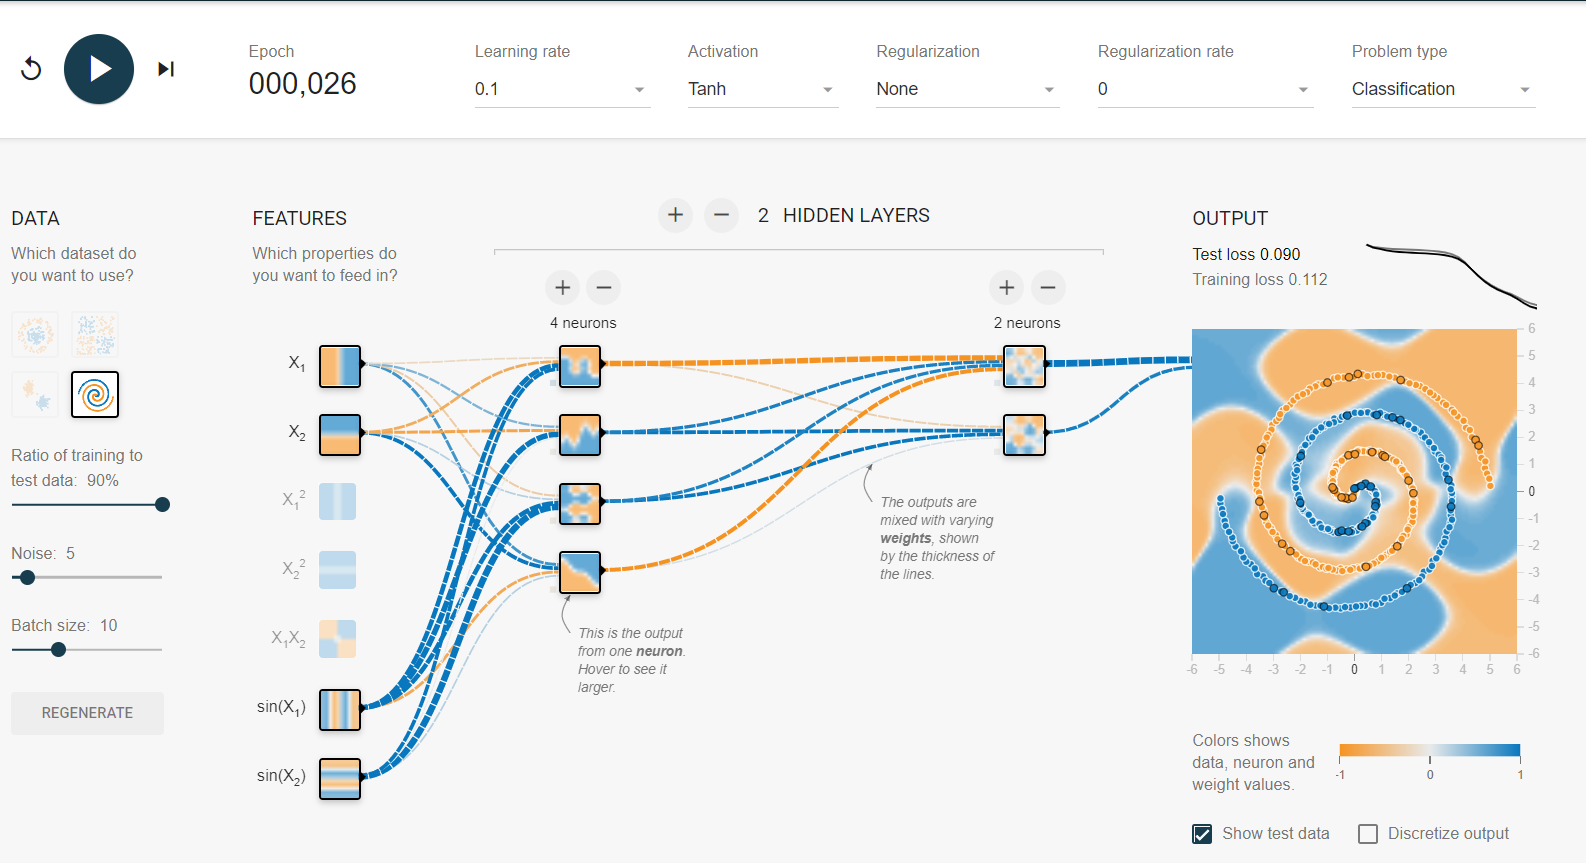 Epoch
000,026
Learning rate
0.1
Activation
Tanh
Regularization
None
Regularization rate
0
Problem type
Classification
DATA
Which dataset do
you want to use?
Ratio of training to
test data: 90%
Noise: 5
Batch size: 10
REGENERATE
FEATURES
Which properties do
you want to feed in?
X1
X2
X1²
X2²
X1X2
sin(X1)
sin(X2)
+ − 2 HIDDEN LAYERS
+ −
4 neurons
+ −
2 neurons
This is the output
from one neuron.
Hover to see it
larger.
The outputs are
mixed with varying
weights, shown
by the thickness of
the lines.
OUTPUT
Test loss 0.090
Training loss 0.112
6
5
4
3
2
1
0
-1
-2
-3
-4
-5
-6
-6 -5 -4 -3 -2 -1 0 1 2 3 4 5 6
Colors shows
data, neuron and
weight values.
-1 0 1
Show test data
Discretize output